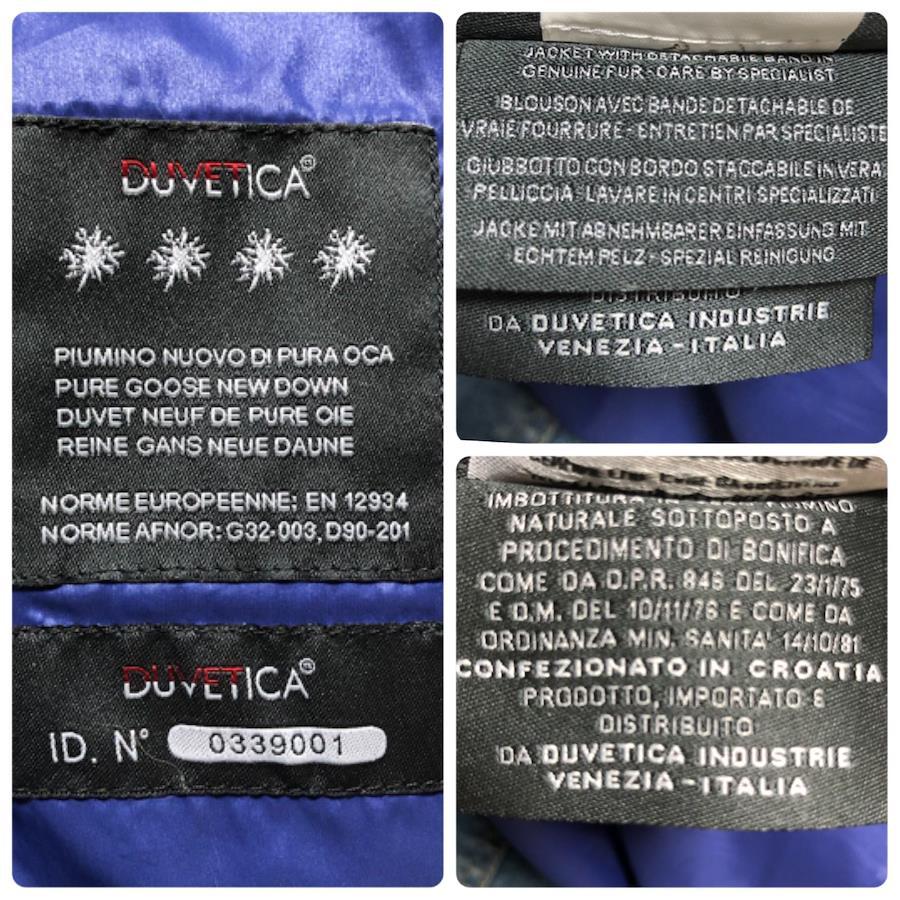 DUVETICA®
PIUMINO NUOVO DI PURA OCA
PURE GOOSE NEW DOWN
DUVET NEUF DE PURE OIE
REINE GANS NEUE DAUNE
NORME EUROPEENNE: EN 12934
NORME AFNOR: G32-003, D90-201
DUVETICA®
ID. N° 0339001
JACKET WITH DETACHABLE BAND IN
GENUINE FUR - CARE BY SPECIALIST
BLOUSON AVEC BANDE DETACHABLE DE
VRAIE FOURRURE - ENTRETIEN PAR SPECIALISTE
GIUBBOTTO CON BORDO STACCABILE IN VERA
PELLICCIA - LAVARE IN CENTRI SPECIALIZZATI
JACKE MIT ABNEHMBARER EINFASSUNG MIT
ECHTEM PELZ - SPEZIAL REINIGUNG
DISTRIBUITO
DA DUVETICA INDUSTRIE
VENEZIA - ITALIA
IMBOTTITURA PIUMINO
NATURALE SOTTOPOSTO A
PROCEDIMENTO DI BONIFICA
COME DA D.P.R. 846 DEL 23/1/75
E D.M. DEL 10/11/76 E COME DA
ORDINANZA MIN. SANITA' 14/10/81
CONFEZIONATO IN CROATIA
PRODOTTO, IMPORTATO E
DISTRIBUITO
DA DUVETICA INDUSTRIE
VENEZIA - ITALIA